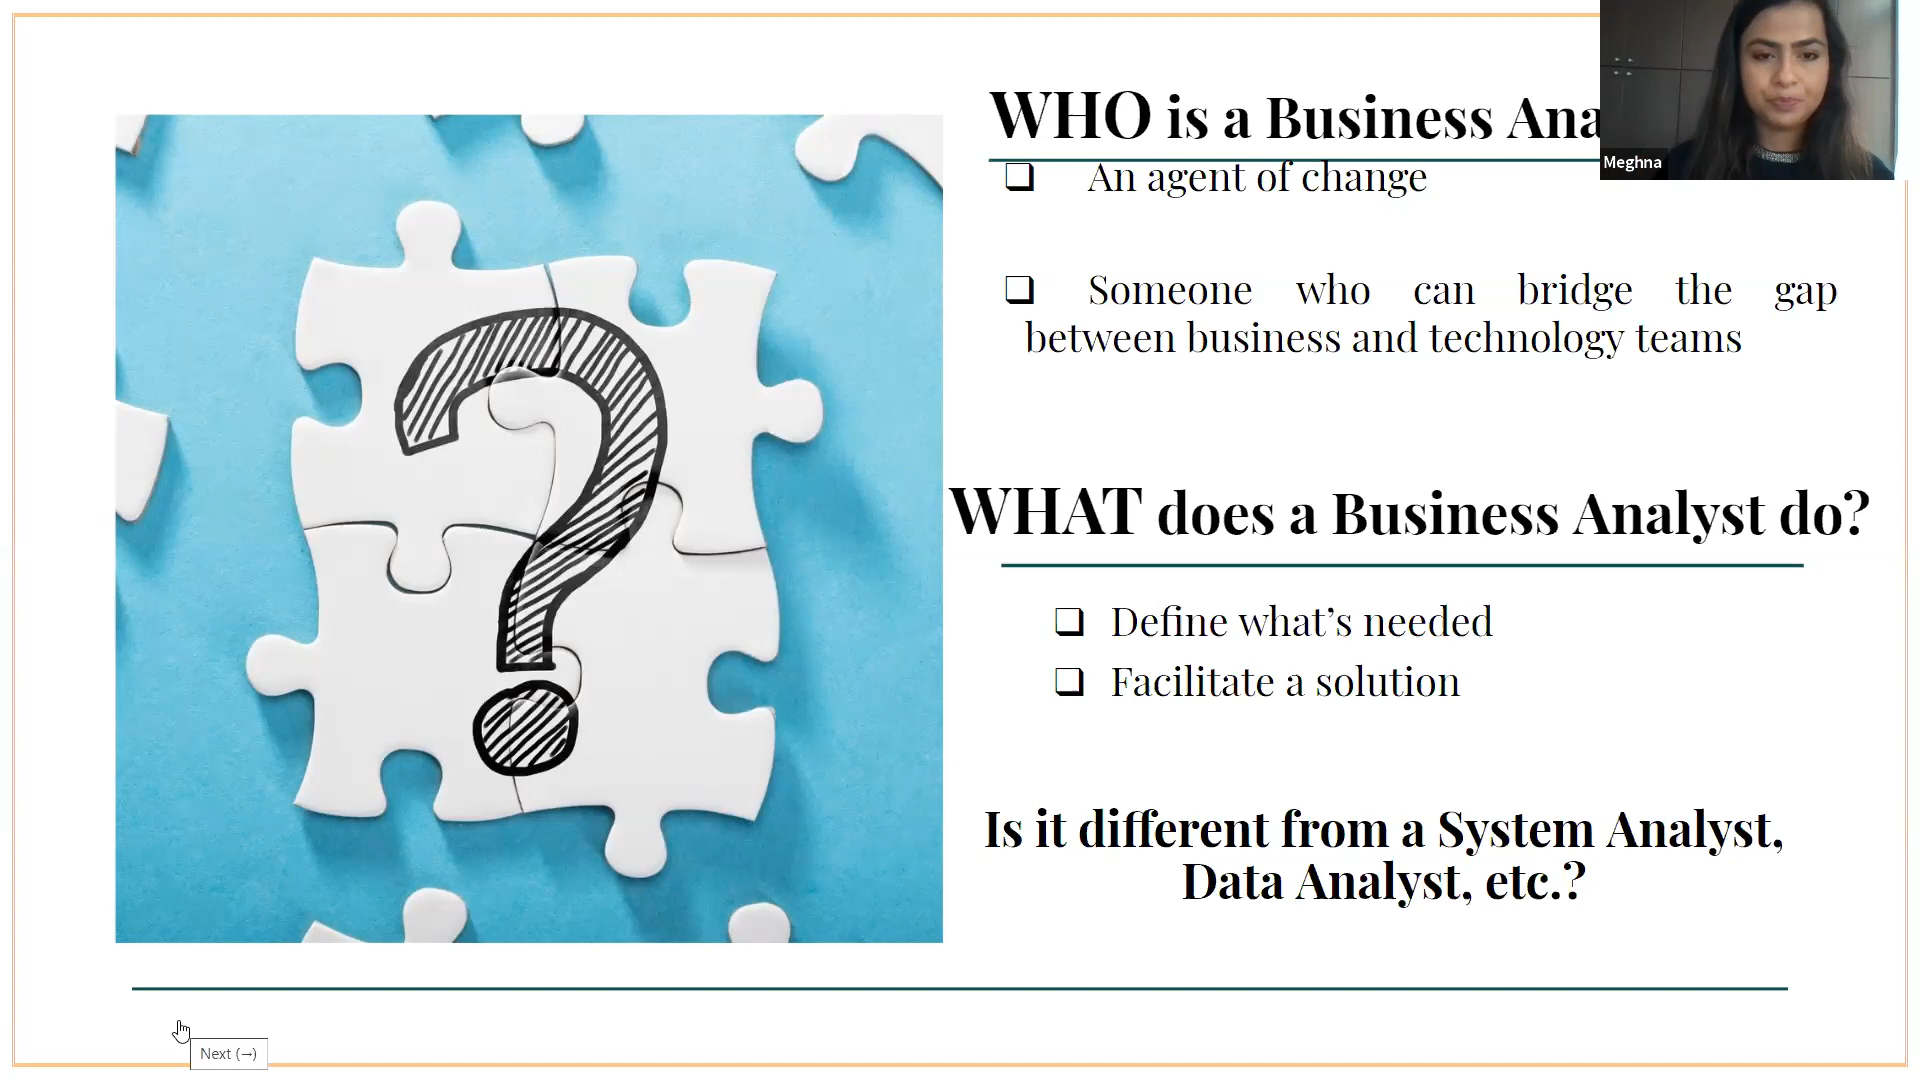 WHO is a Business Ana
Meghna
❑ An agent of change
❑ Someone who can bridge the gap
between business and technology teams
WHAT does a Business Analyst do?
❑ Define what’s needed
❑ Facilitate a solution
Is it different from a System Analyst,
Data Analyst, etc.?
Next (→)